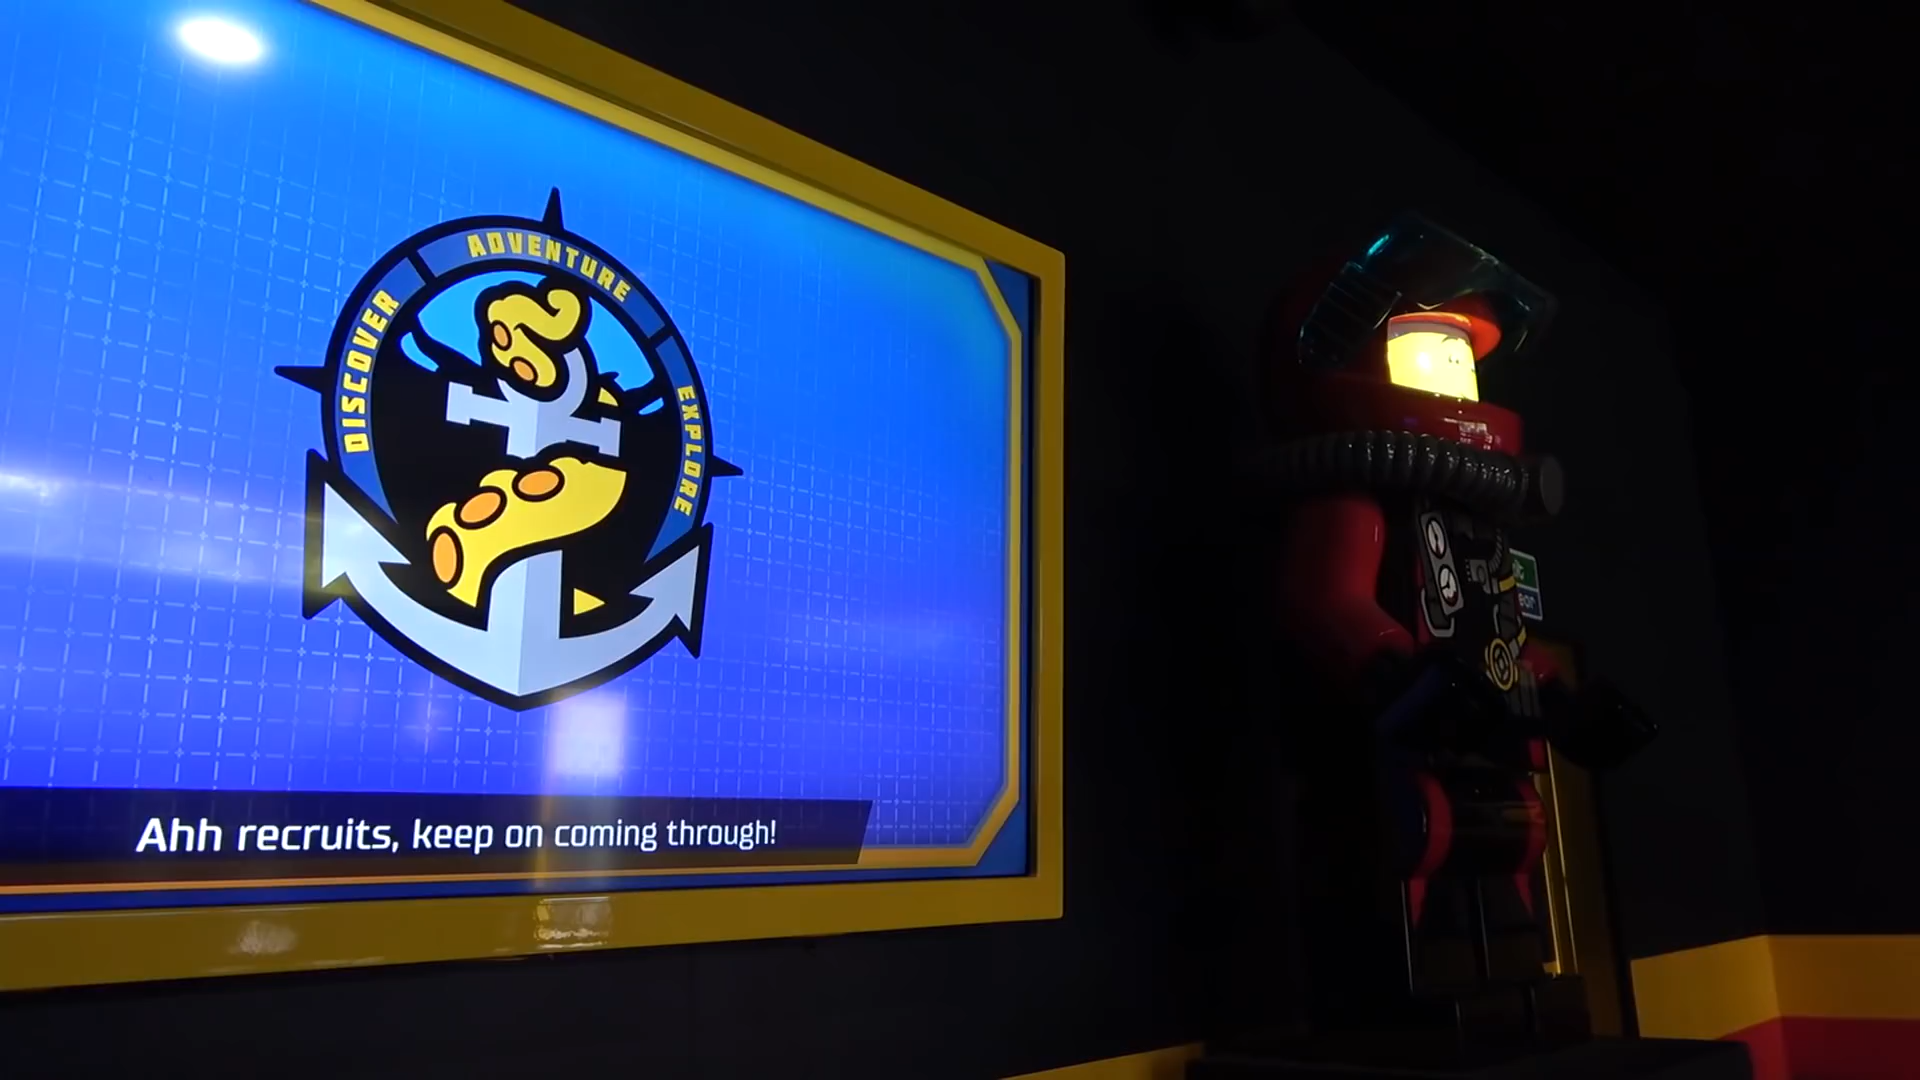 DISCOVER
ADVENTURE
EXPLORE
Ahh recruits, keep on coming through!